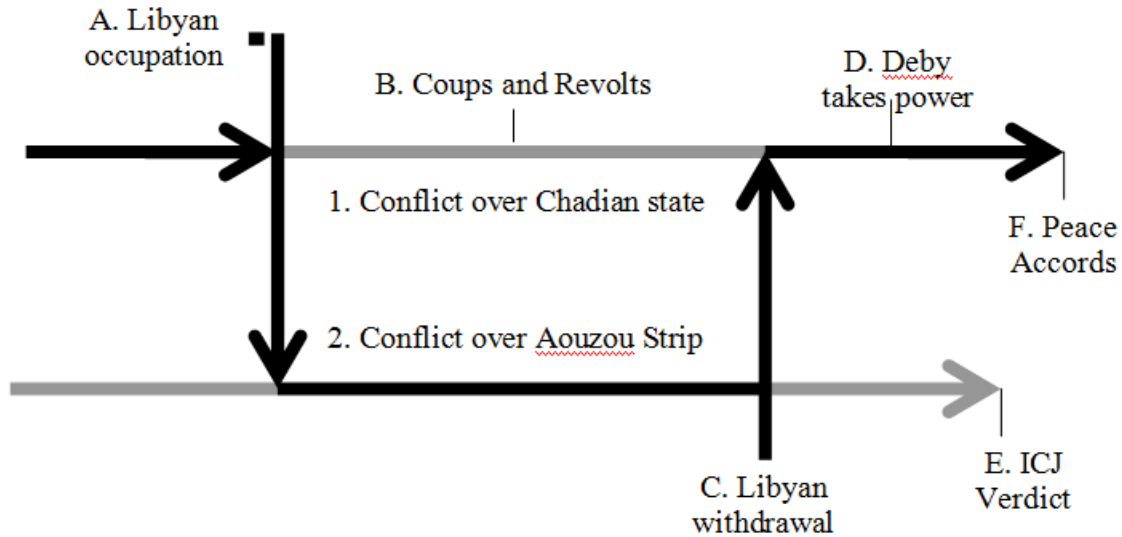 A. Libyan
occupation
B. Coups and Revolts
D. Deby
takes power
1. Conflict over Chadian state
F. Peace
Accords
2. Conflict over Aouzou Strip
E. ICJ
Verdict
C. Libyan
withdrawal